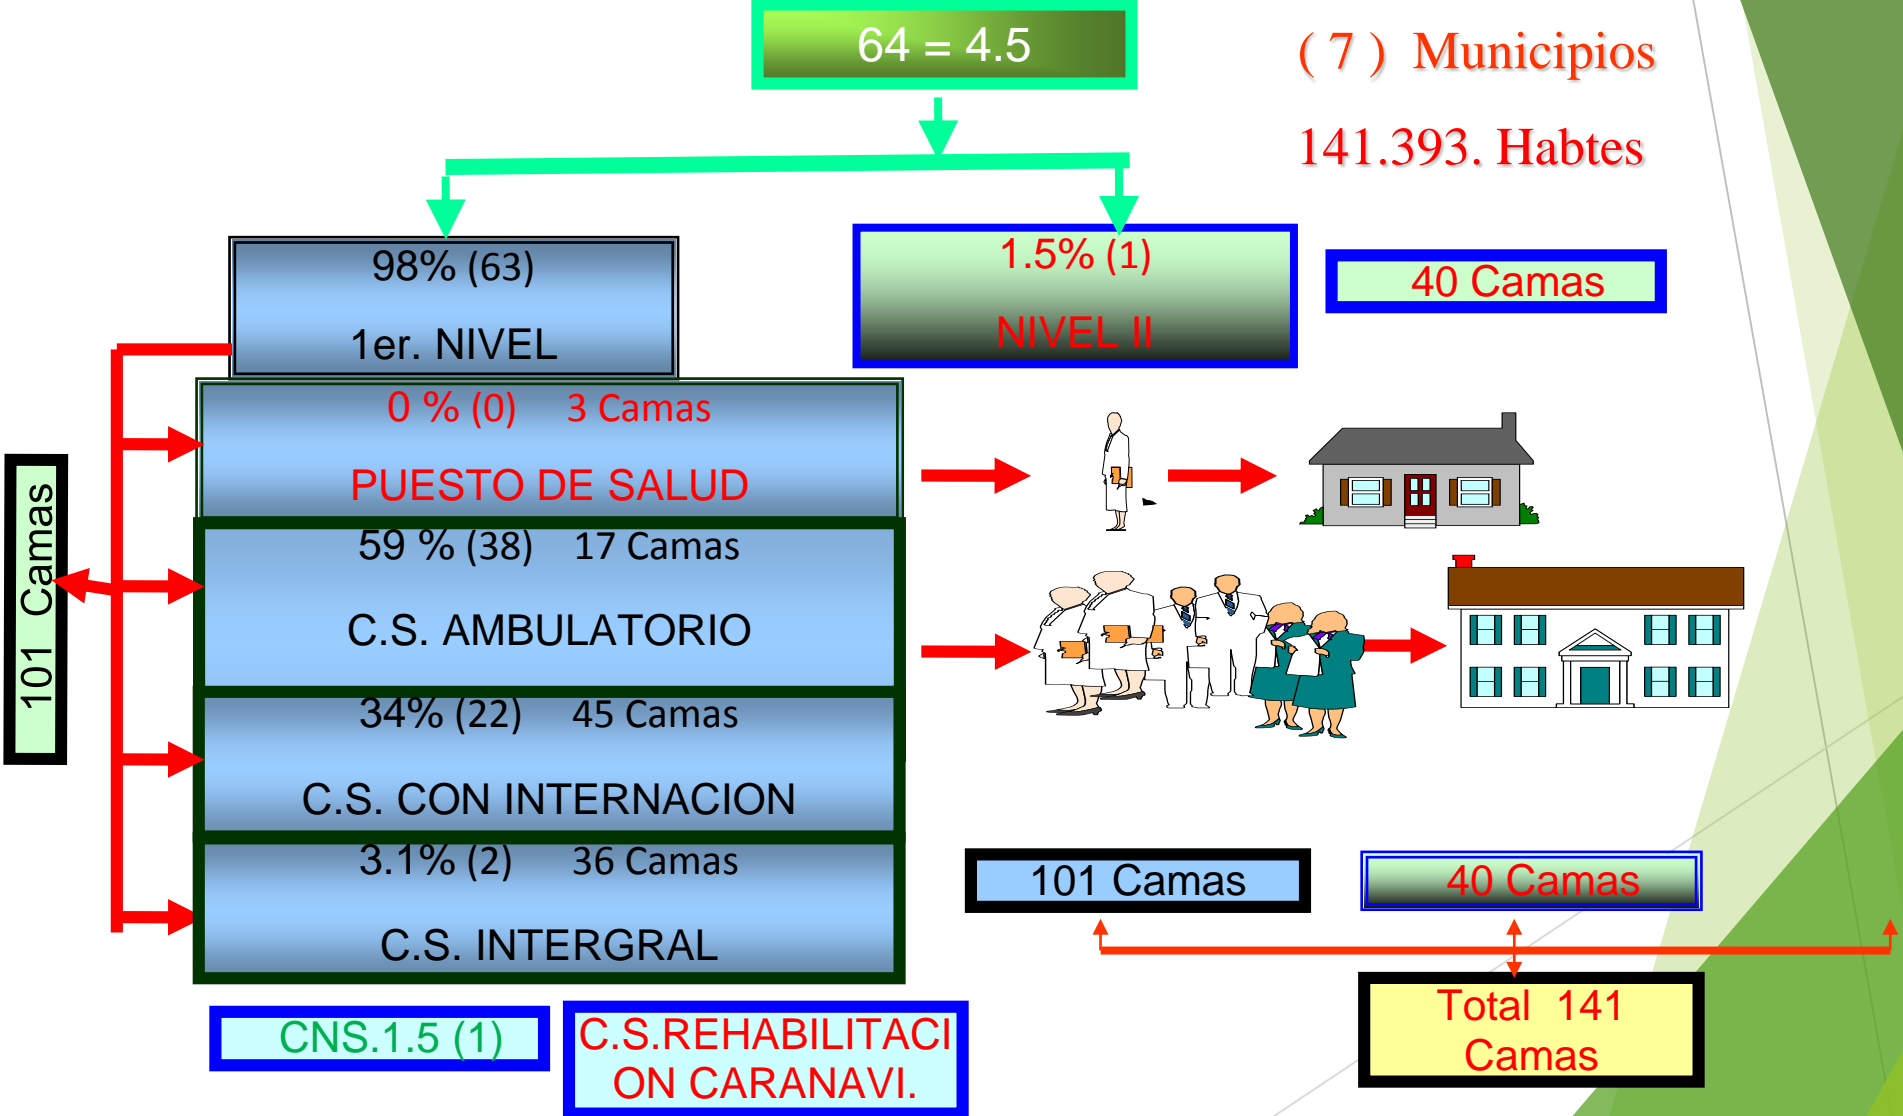 64 = 4.5
( 7 ) Municipios
141.393. Habtes
98% (63)
1er. NIVEL
1.5% (1)
NIVEL II
40 Camas
0 % (0) 3 Camas
PUESTO DE SALUD
59 % (38) 17 Camas
C.S. AMBULATORIO
34% (22) 45 Camas
C.S. CON INTERNACION
3.1% (2) 36 Camas
C.S. INTERGRAL
101 Camas
101 Camas
40 Camas
Total 141
Camas
CNS.1.5 (1)
C.S.REHABILITACI
ON CARANAVI.